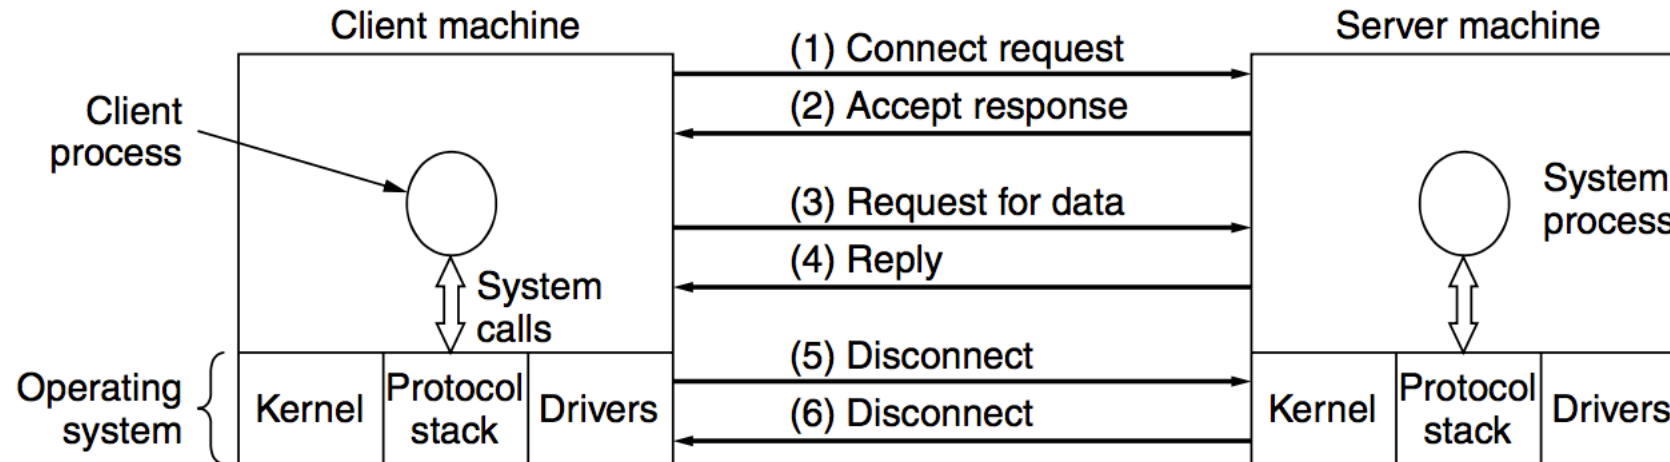 Client machine
Server machine
(1) Connect request
(2) Accept response
Client
process
(3) Request for data
(4) Reply
System
process
System
calls
(5) Disconnect
(6) Disconnect
Operating
system
Kernel
Protocol
stack
Drivers
Kernel
Protocol
stack
Drivers